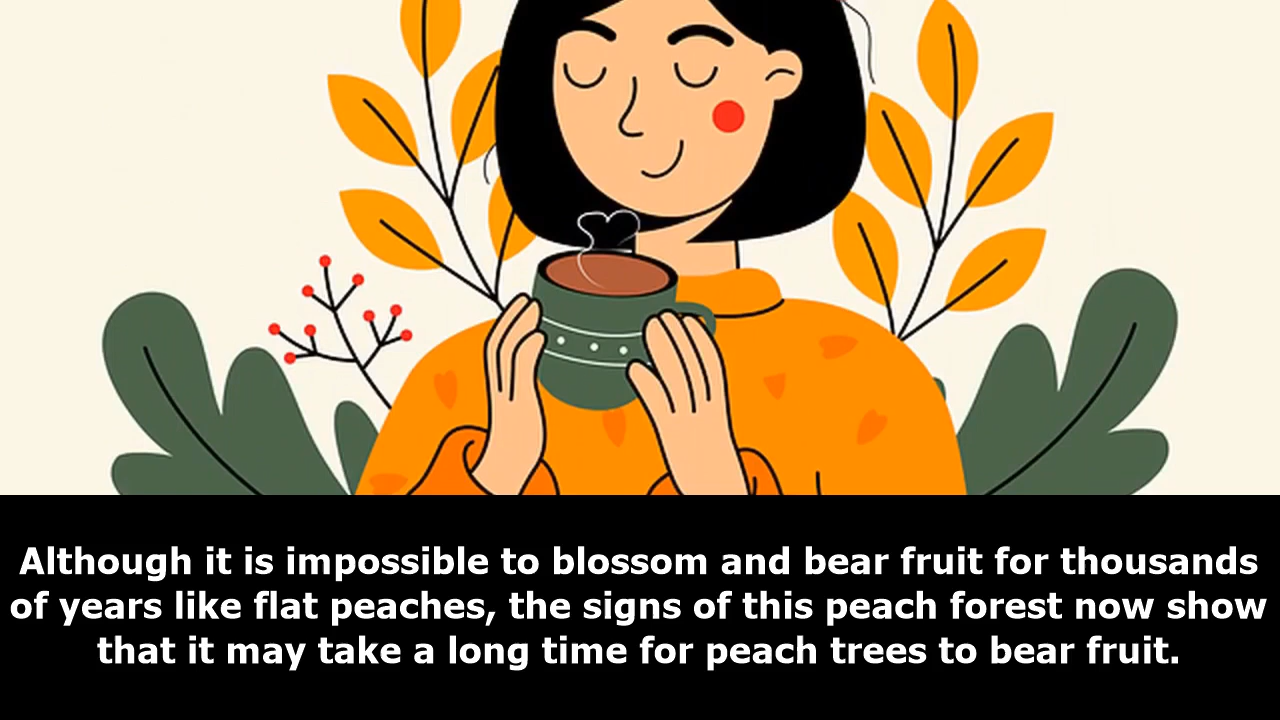 Although it is impossible to blossom and bear fruit for thousands
of years like flat peaches, the signs of this peach forest now show
that it may take a long time for peach trees to bear fruit.